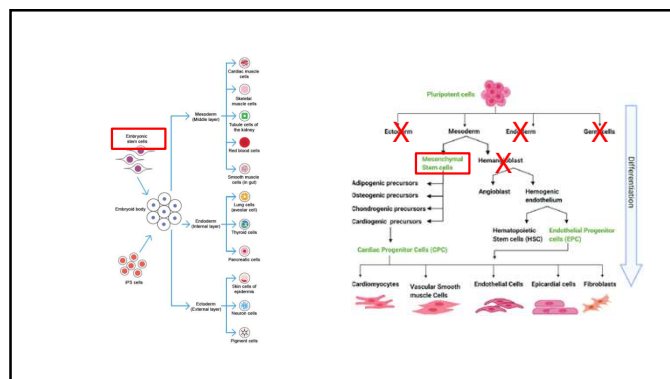 Cardiac muscle
cells
Skeletal
muscle cells
Mesoderm
(Middle layer)
Tubule cells of
the kidney
Red blood cells
Smooth
muscle cells
(in gut)
Embryonic
stem cells
Embryoid body
iPS cells
Endoderm
(Internal layer)
Lung cells
(aveolar cell)
Thyroid
cells
Pancreatic cells
Ectoderm
(External layer)
Skin cells of
epidermis
Neuron cells
Pigment cells
Pluripotent cells
Ectoderm
Mesoderm
Endoderm
Germ cells
X
X
X
Mesenchymal
Stem cells
Hemangioblast
X
Adipogenic precursors
Osteogenic precursors
Chondrogenic precursors
Cardiogenic precursors
Angioblast
Hemogenic
endothelium
Hematopoietic
Stem cells (HSC)
Endothelial Progenitor
cells (EPC)
Cardiac Progenitor Cells (CPC)
Cardiomyocytes
Vascular Smooth
muscle Cells
Endothelial Cells
Epicardial cells
Fibroblasts
Differentiation